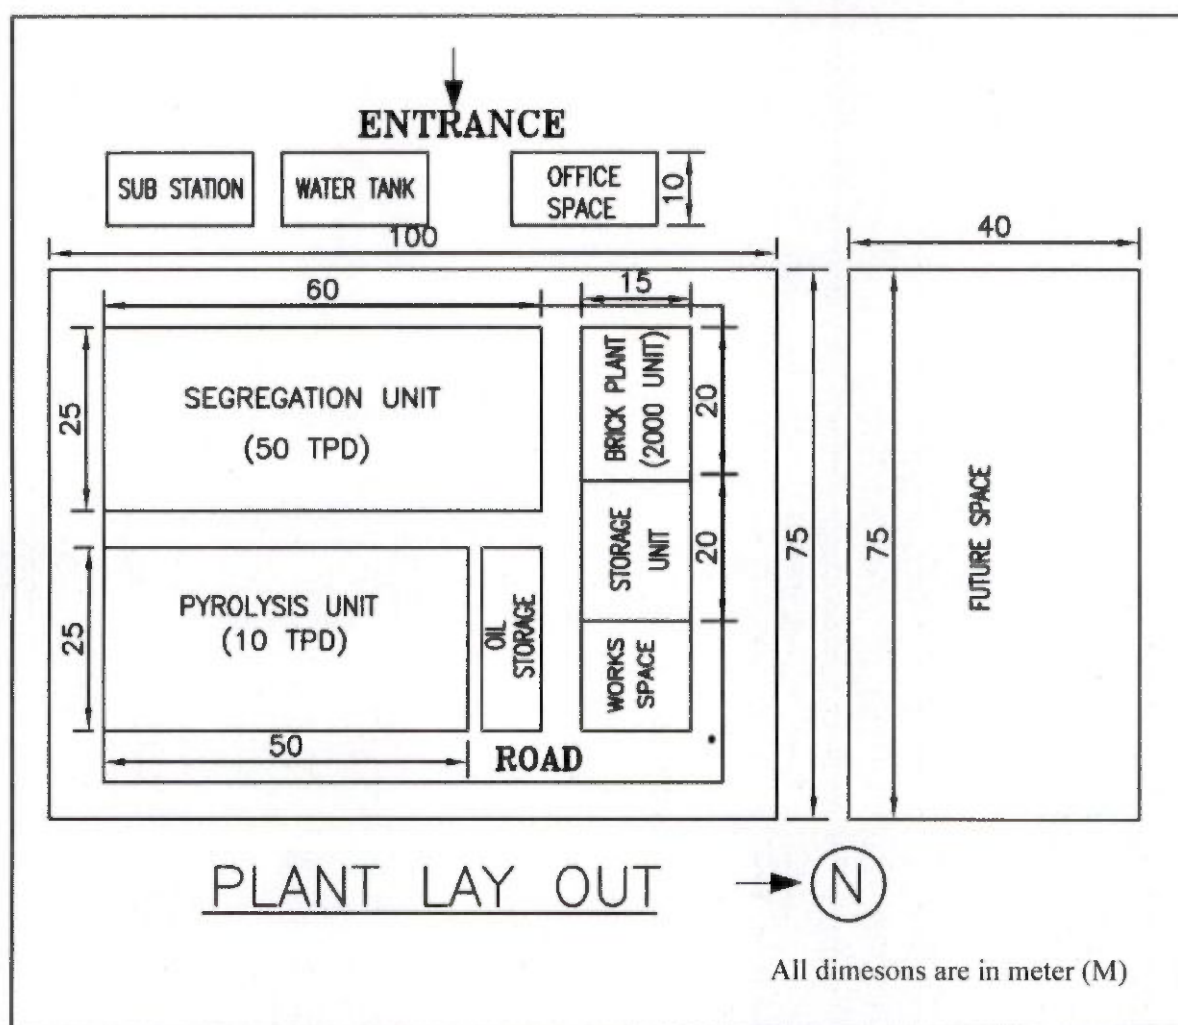 ENTRANCE
SUB STATION
WATER TANK
OFFICE
SPACE
10
100
40
60
15
SEGREGATION UNIT
(50 TPD)
25
BRICK PLANT
(2000 UNIT)
20
STORAGE
UNIT
20
75
75
FUTURE SPACE
PYROLYSIS UNIT
(10 TPD)
25
OIL
STORAGE
WORKS
SPACE
50
ROAD
PLANT LAY OUT
N
All dimesons are in meter (M)